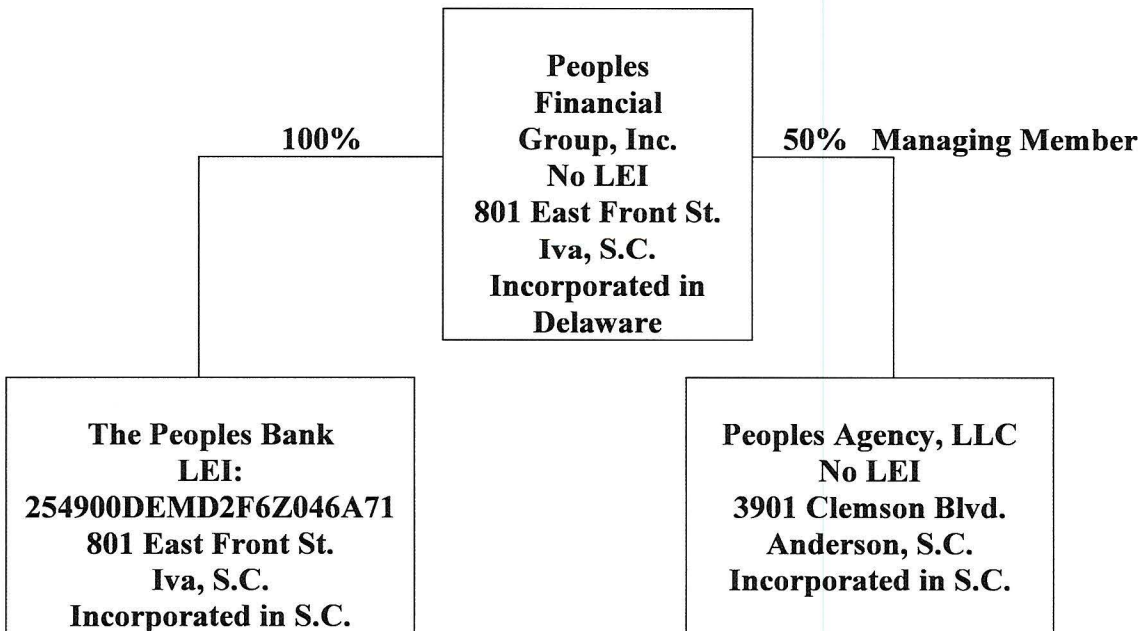 Peoples
Financial
Group, Inc.
No LEI
801 East Front St.
Iva, S.C.
Incorporated in
Delaware
100%
50% Managing Member
The Peoples Bank
LEI:
254900DEMD2F6Z046A71
801 East Front St.
Iva, S.C.
Incorporated in S.C.
Peoples Agency, LLC
No LEI
3901 Clemson Blvd.
Anderson, S.C.
Incorporated in S.C.